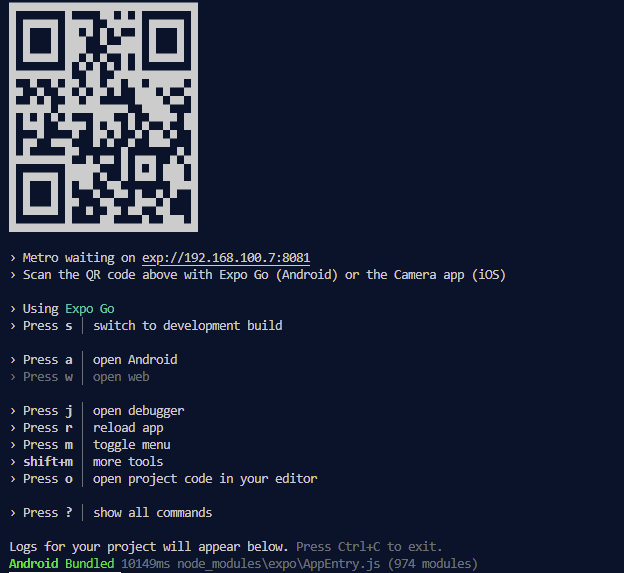 › Metro waiting on exp://192.168.100.7:8081
› Scan the QR code above with Expo Go (Android) or the Camera app (iOS)
› Using Expo Go
› Press s │ switch to development build
› Press a │ open Android
› Press w │ open web
› Press j │ open debugger
› Press r │ reload app
› Press m │ toggle menu
› shift+m │ more tools
› Press o │ open project code in your editor
› Press ? │ show all commands
Logs for your project will appear below. Press Ctrl+C to exit.
Android Bundled 10149ms node_modules\expo\AppEntry.js (974 modules)